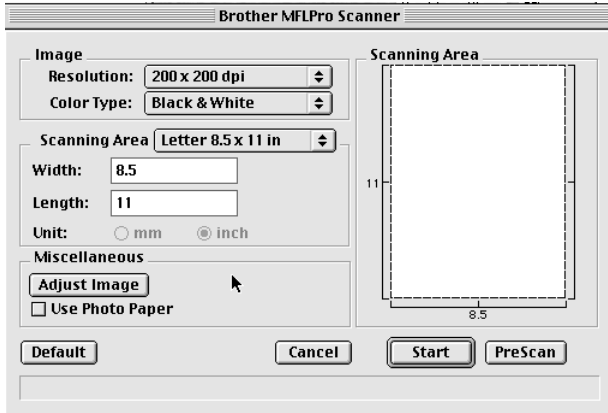 Brother MFLPro Scanner
Image
Resolution: 200 x 200 dpi
Color Type: Black & White
Scanning Area Letter 8.5 x 11 in
Width: 8.5
Length: 11
Unit: mm inch
Miscellaneous
Adjust Image
Use Photo Paper
Scanning Area
11
8.5
Default Cancel Start PreScan